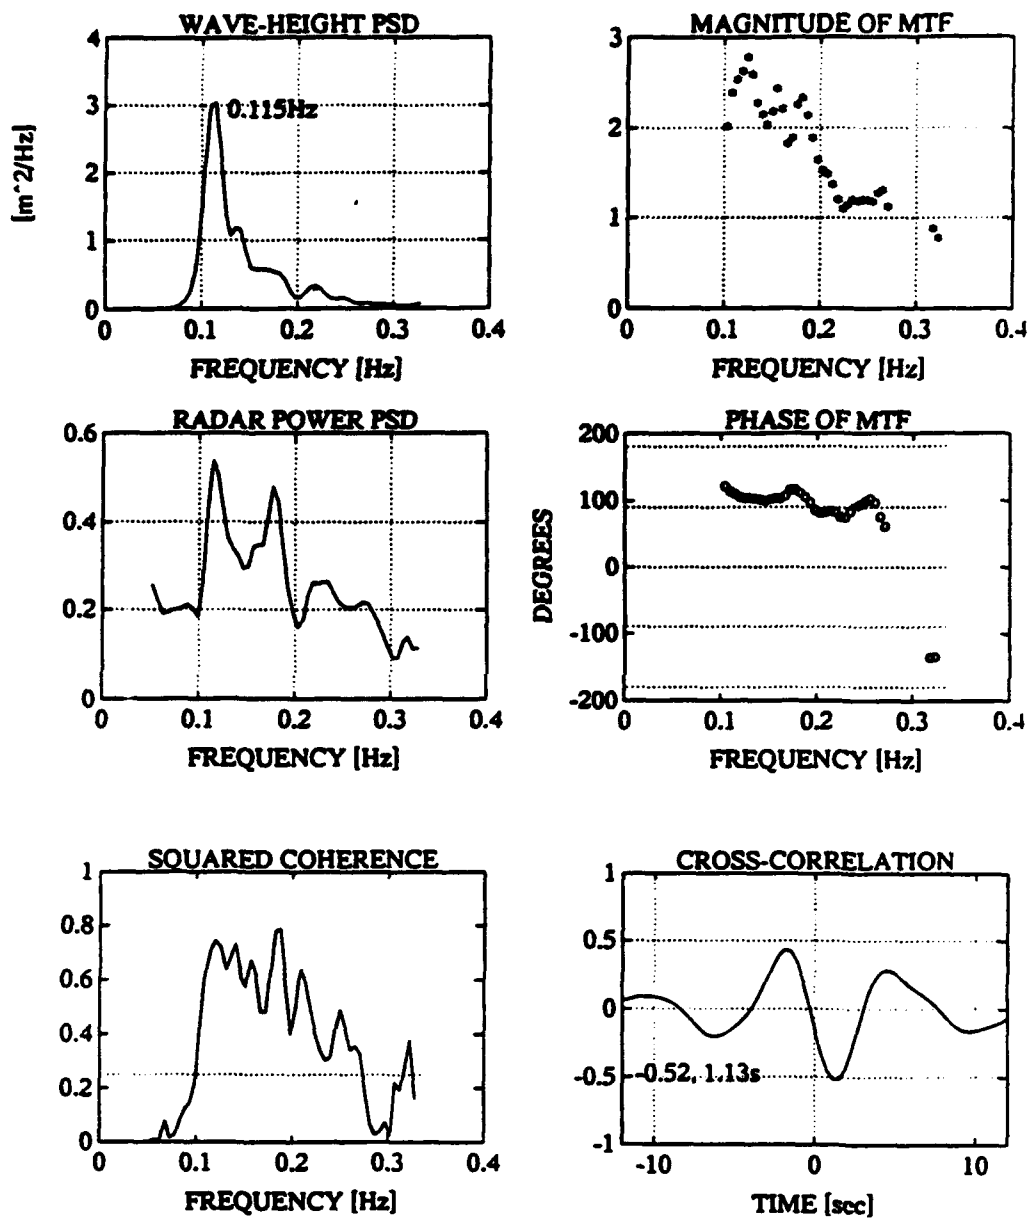 WAVE-HEIGHT PSD
4
3
2
1
0
[m^2/Hz]
0.115Hz
0 0.1 0.2 0.3 0.4
FREQUENCY [Hz]
MAGNITUDE OF MTF
3
2
1
0
0 0.1 0.2 0.3 0.4
FREQUENCY [Hz]
RADAR POWER PSD
0.6
0.4
0.2
0
0 0.1 0.2 0.3 0.4
FREQUENCY [Hz]
PHASE OF MTF
200
100
0
-100
-200
DEGREES
0 0.1 0.2 0.3 0.4
FREQUENCY [Hz]
SQUARED COHERENCE
1
0.8
0.6
0.4
0.2
0
0 0.1 0.2 0.3 0.4
FREQUENCY [Hz]
CROSS-CORRELATION
1
0.5
0
-0.5
-1
-0.52, 1.13s
-10 0 10
TIME [sec]